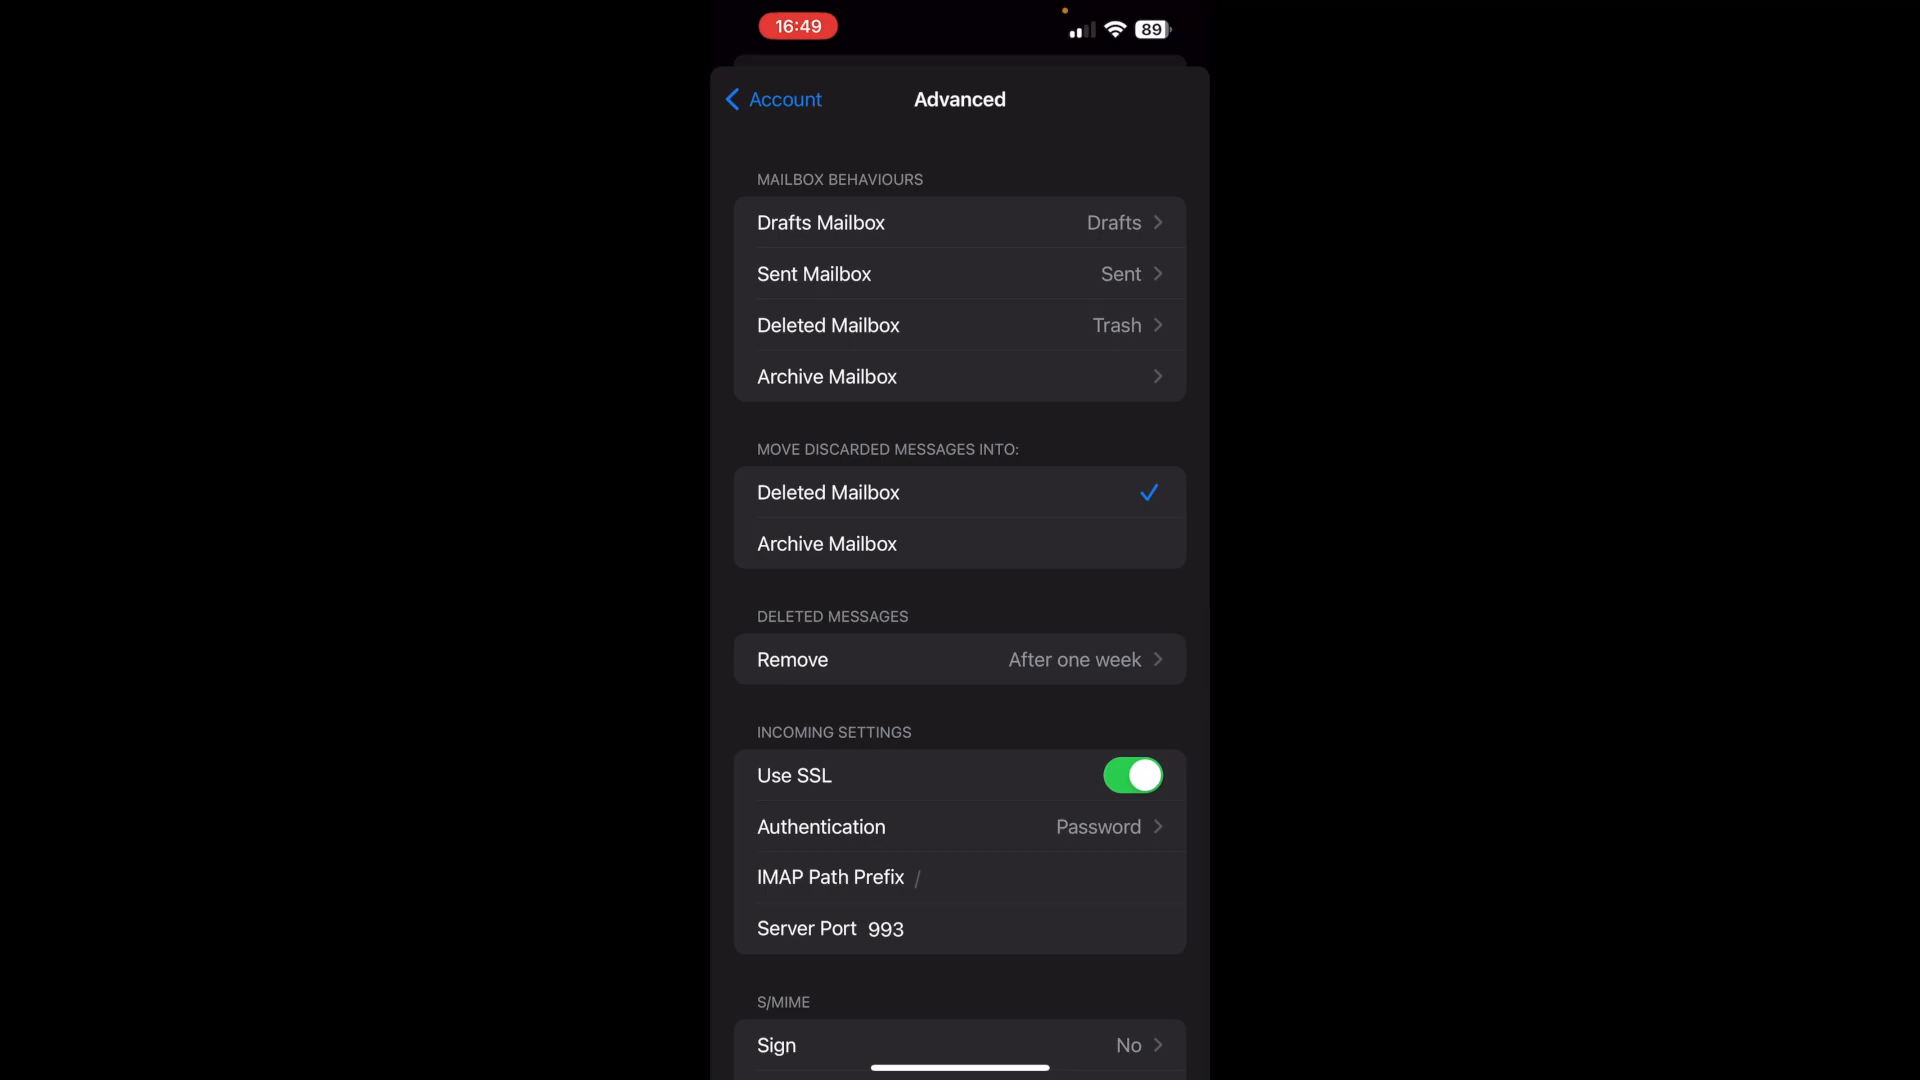 16:49
89
Account
Advanced
MAILBOX BEHAVIOURS
Drafts Mailbox Drafts
Sent Mailbox Sent
Deleted Mailbox Trash
Archive Mailbox
MOVE DISCARDED MESSAGES INTO:
Deleted Mailbox
Archive Mailbox
DELETED MESSAGES
Remove After one week
INCOMING SETTINGS
Use SSL
Authentication Password
IMAP Path Prefix /
Server Port 993
S/MIME
Sign No